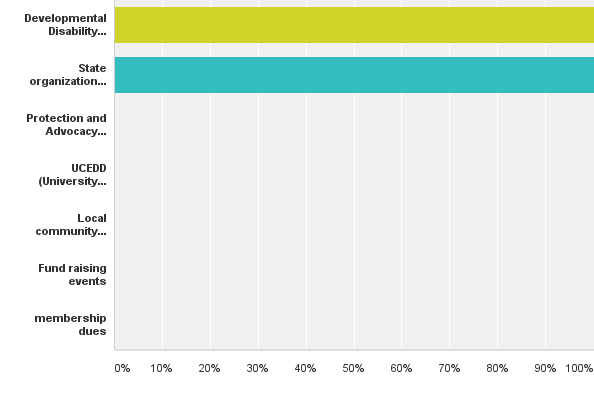 Developmental
Disability...
State
organization...
Protection and
Advocacy...
UCEDD
(University...
Local
community...
Fund raising
events
membership
dues
0% 10% 20% 30% 40% 50% 60% 70% 80% 90% 100%